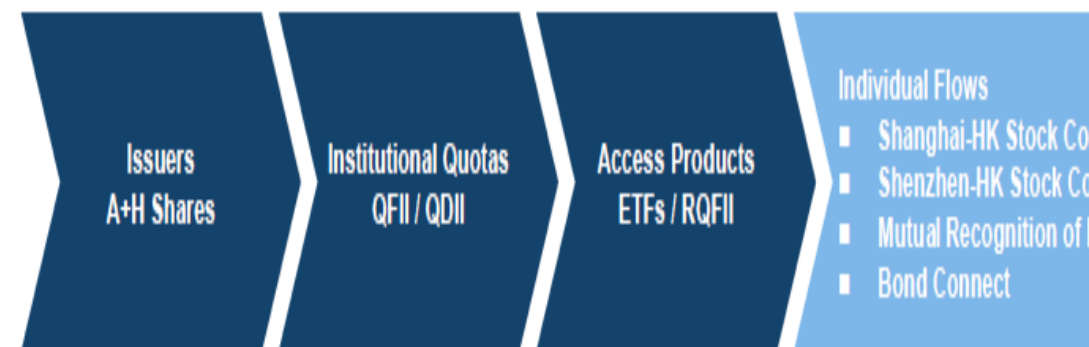 Issuers
A+H Shares
Institutional Quotas
QFII / QDII
Access Products
ETFs / RQFII
Individual Flows
■ Shanghai-HK Stock
■ Shenzhen-HK Stock
■ Mutual Recognition of
■ Bond Connect